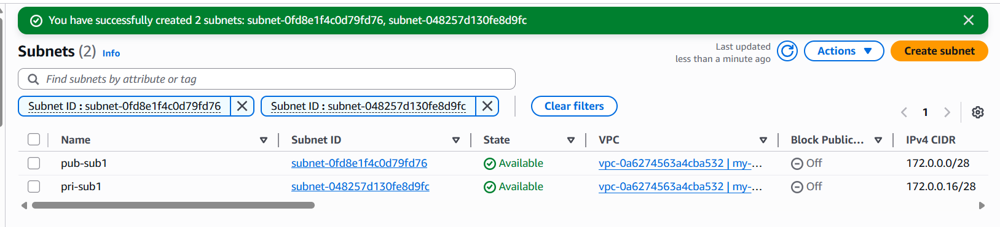 You have successfully created 2 subnets: subnet-0fd8e1f4c0d79fd76, subnet-048257d130fe8d9fc
Subnets (2) Info
Last updated
less than a minute ago
Actions
Create subnet
Find subnets by attribute or tag
Subnet ID : subnet-0fd8e1f4c0d79fd76
Subnet ID : subnet-048257d130fe8d9fc
Clear filters
1
Name Subnet ID State VPC Block Public... IPv4 CIDR
pub-sub1 subnet-0fd8e1f4c0d79fd76 Available vpc-0a6274563a4cba532 | my-... Off 172.0.0.0/28
pri-sub1 subnet-048257d130fe8d9fc Available vpc-0a6274563a4cba532 | my-... Off 172.0.0.16/28